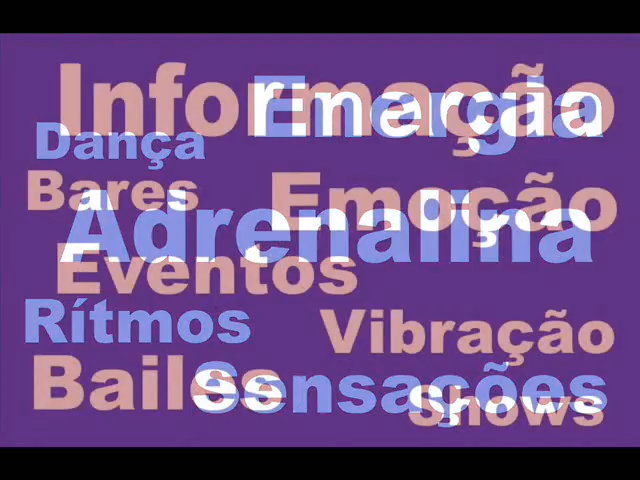 Informação
Energia
Dança
Bares
Emoção
Adrenalina
Eventos
Rítmos
Vibração
Bailes
Sensações
Shows